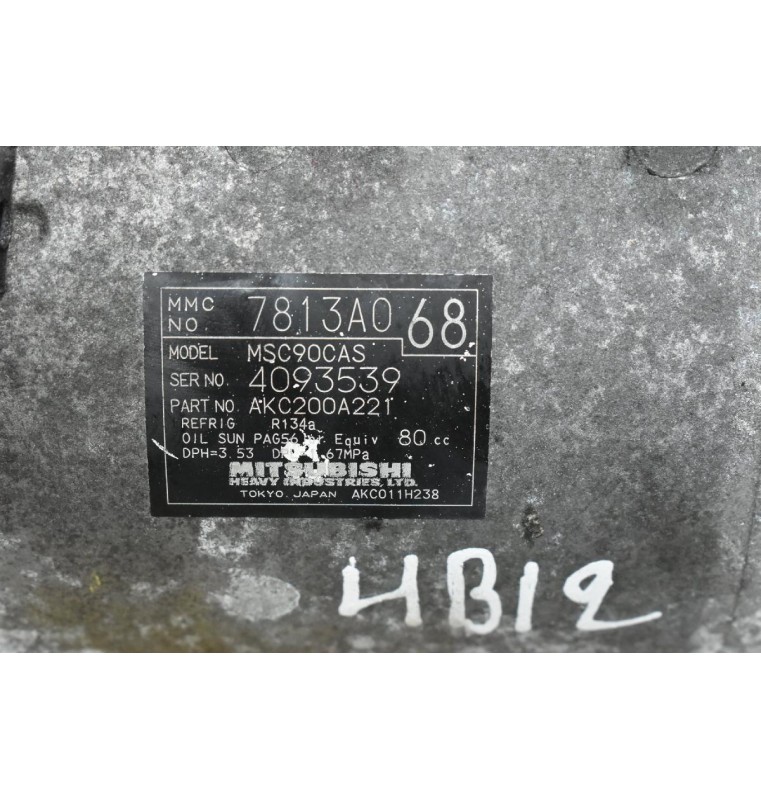 MMC NO. 7813A068
MODEL MSC90CAS
SER NO. 4093539
PART NO. AKC200A221
REFRIG R134a
OIL SUN PAG56 Equiv 80 cc
DPH=3.53 67MPa
MITSUBISHI
HEAVY INDUSTRIES, LTD.
TOKYO. JAPAN AKC011H238
HB12